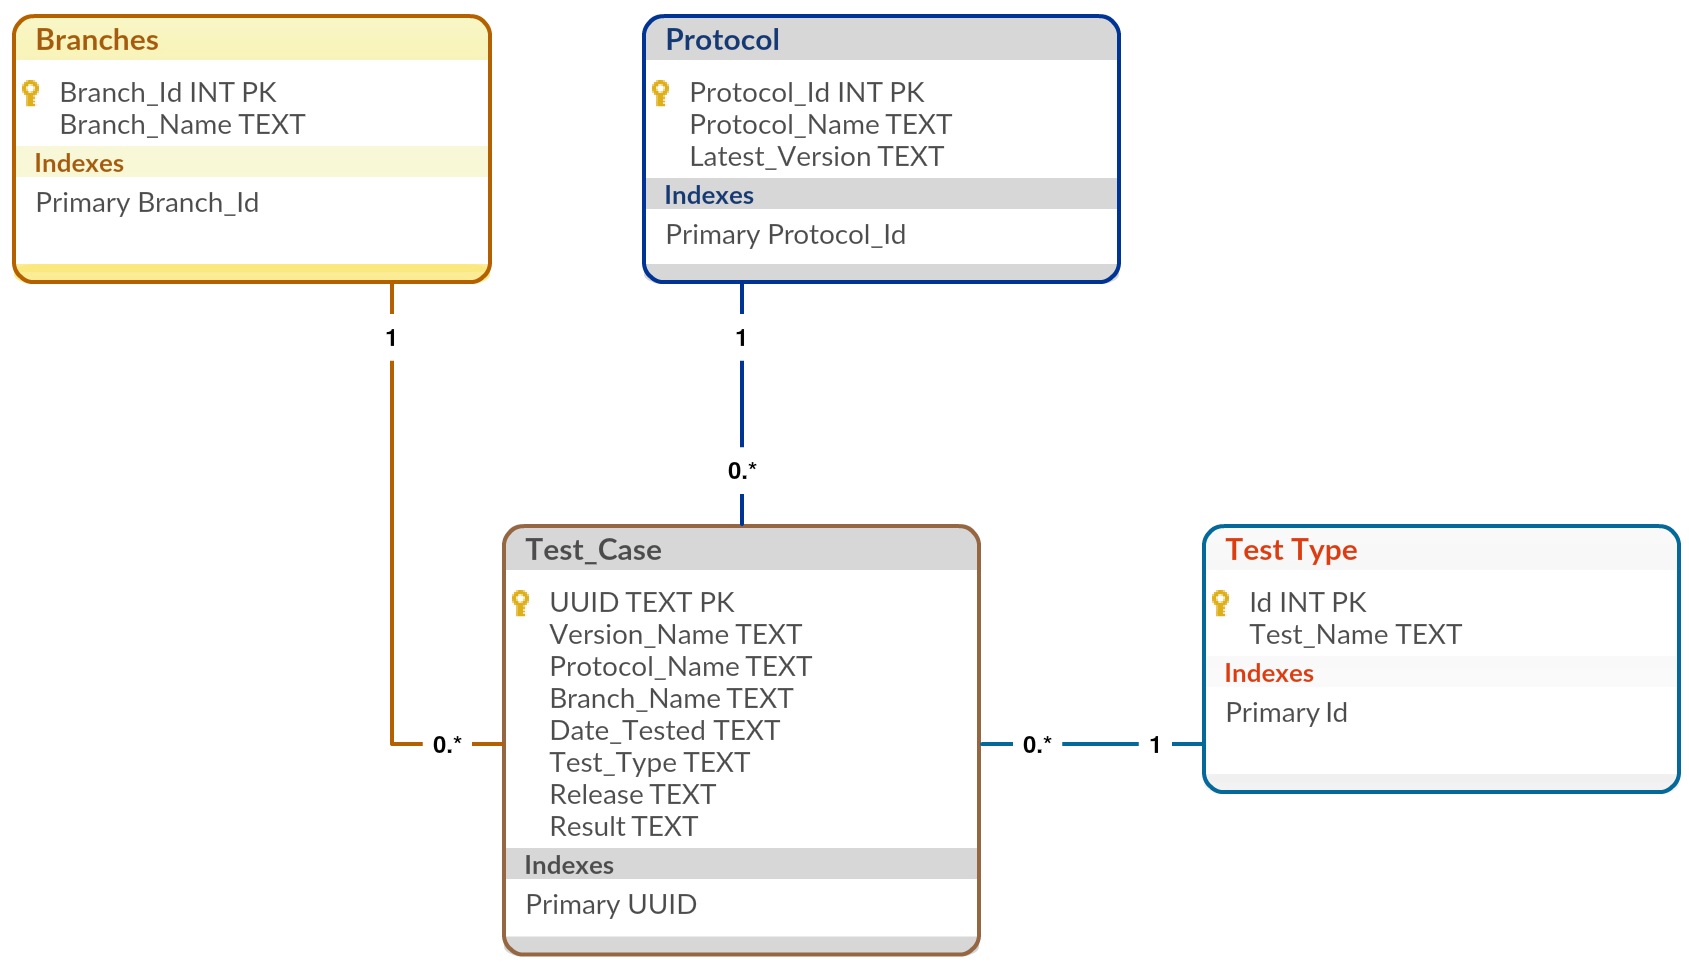 Branches
Branch_Id INT PK
Branch_Name TEXT
Indexes
Primary Branch_Id
Protocol
Protocol_Id INT PK
Protocol_Name TEXT
Latest_Version TEXT
Indexes
Primary Protocol_Id
1
1
0.*
Test_Case
UUID TEXT PK
Version_Name TEXT
Protocol_Name TEXT
Branch_Name TEXT
Date_Tested TEXT
Test_Type TEXT
Release TEXT
Result TEXT
Indexes
Primary UUID
0.*
0.*
1
Test Type
Id INT PK
Test_Name TEXT
Indexes
Primary Id